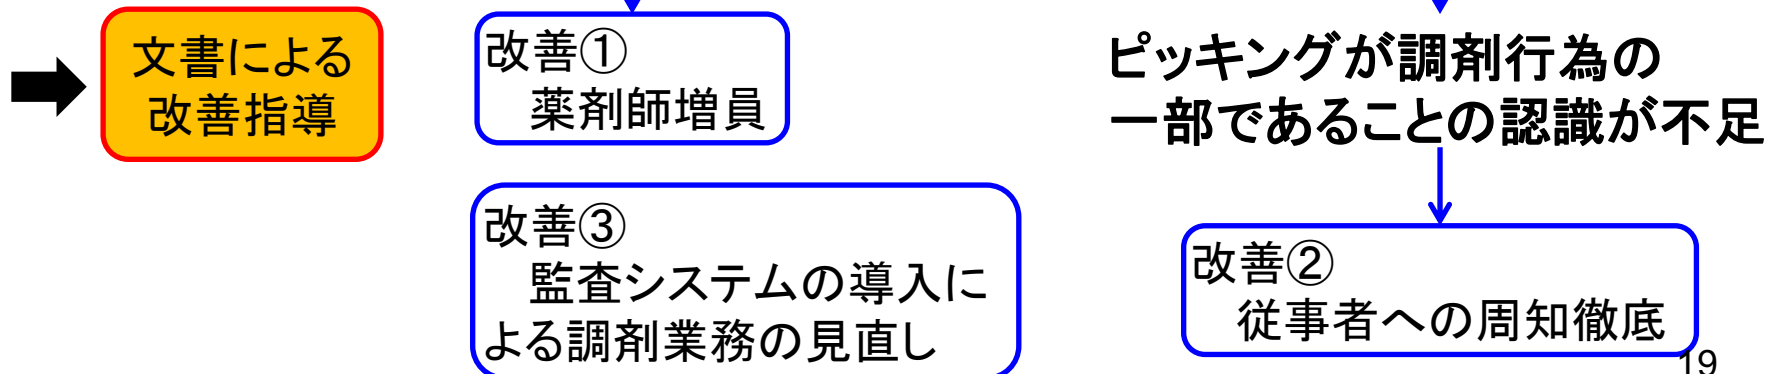 文書による
改善指導
改善①
薬剤師増員
改善③
監査システムの導入に
よる調剤業務の見直し
ピッキングが調剤行為の
一部であることの認識が不足
改善②
従事者への周知徹底
19